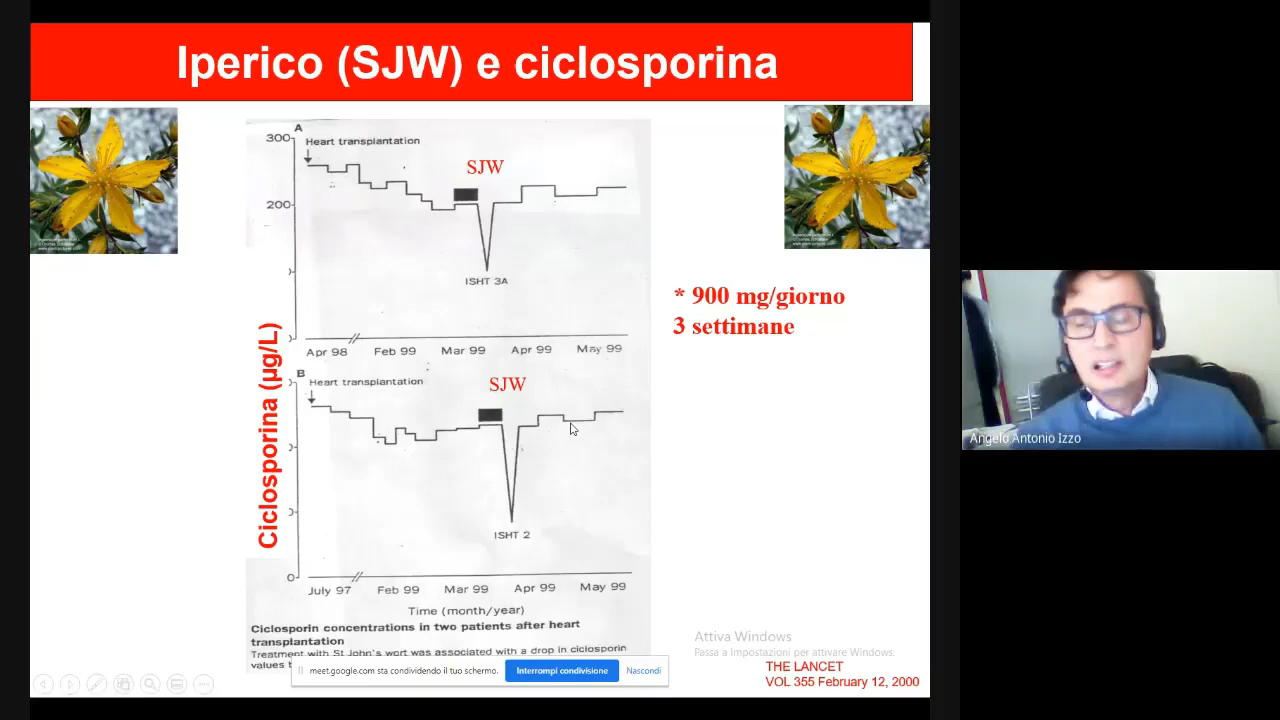 Iperico (SJW) e ciclosporina
A
300
Heart transplantation
SJW
200
ISHT 3A
Apr 98 Feb 99 Mar 99 Apr 99 May 99
* 900 mg/giorno
3 settimane
Ciclosporina (µg/L)
B
Heart transplantation
SJW
ISHT 2
0
July 97 Feb 99 Mar 99 Apr 99 May 99
Time (month/year)
Ciclosporin concentrations in two patients after heart
transplantation
Treatment with St John's wort was associated with a drop in ciclosporin
values
meet.google.com sta condividendo il tuo schermo.
Interrompi condivisione
Nascondi
Attiva Windows
Passa a Impostazioni per attivare Windows.
THE LANCET
VOL 355 February 12, 2000
Angelo Antonio Izzo